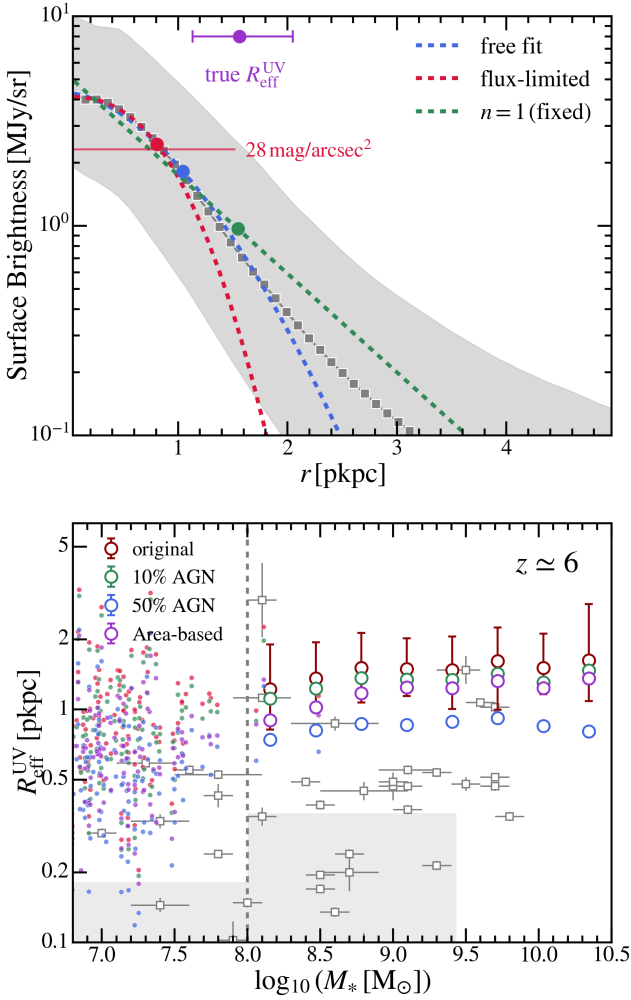 10¹
10⁰
10⁻¹
Surface Brightness [MJy/sr]
true R_eff^UV
free fit
flux-limited
n = 1 (fixed)
28 mag/arcsec²
1 2 3 4
r [pkpc]
5
2
1
0.5
0.2
0.1
R_eff^UV [pkpc]
original
10% AGN
50% AGN
Area-based
z ≃ 6
7.0 7.5 8.0 8.5 9.0 9.5 10.0 10.5
log₁₀ (M_* [M_⊙])